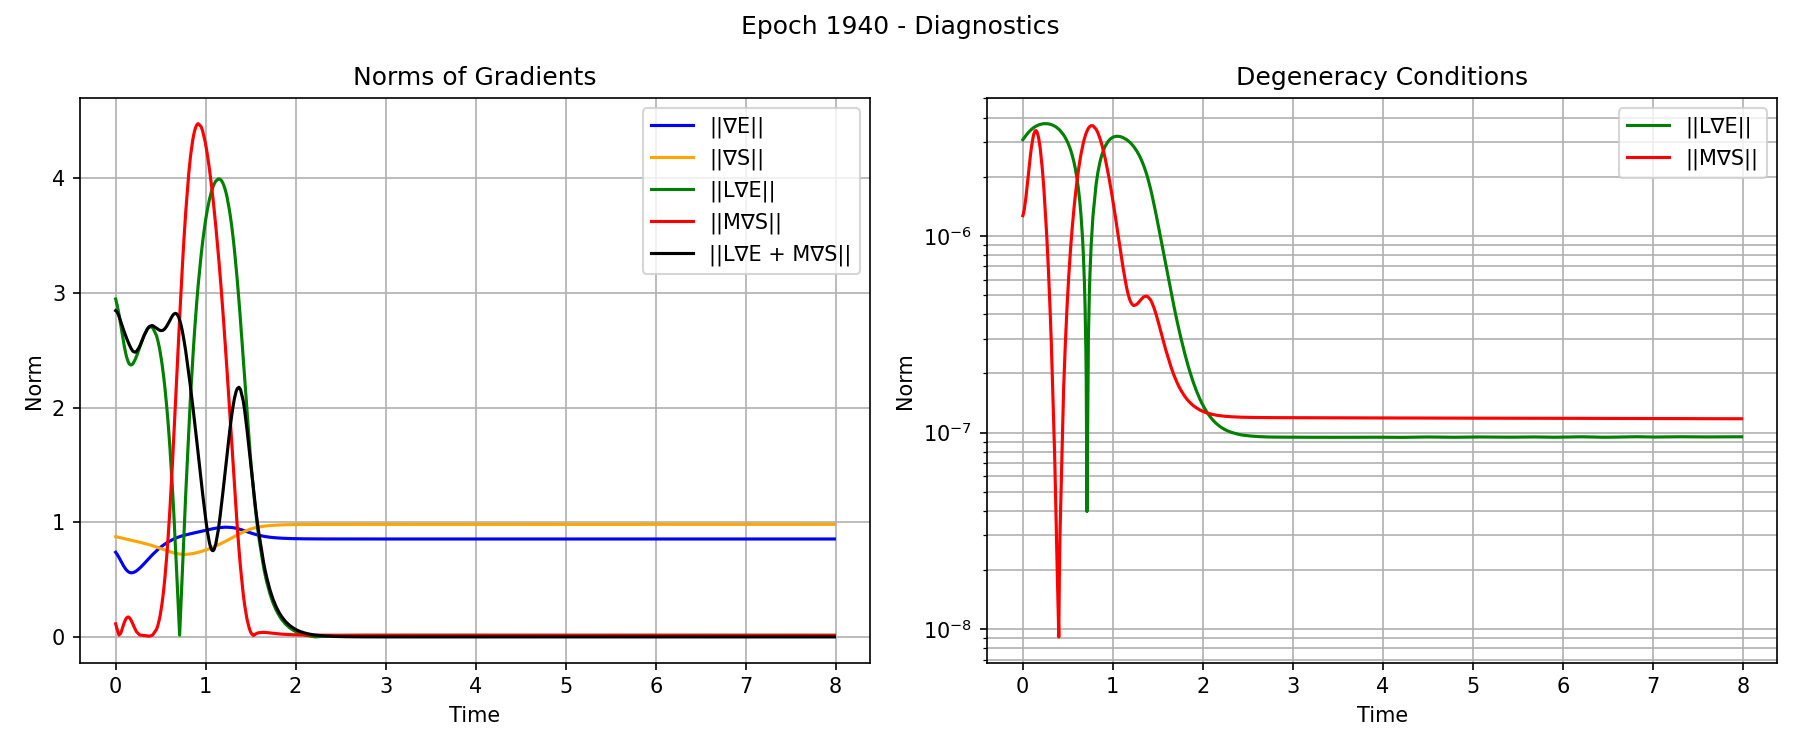 Epoch 1940 - Diagnostics
Norms of Gradients
Norm
4
3
2
1
0
0 1 2 3 4 5 6 7 8
Time
||∇E||
||∇S||
||L∇E||
||M∇S||
||L∇E + M∇S||
Degeneracy Conditions
Norm
10⁻⁶
10⁻⁷
10⁻⁸
0 1 2 3 4 5 6 7 8
Time
||L∇E||
||M∇S||